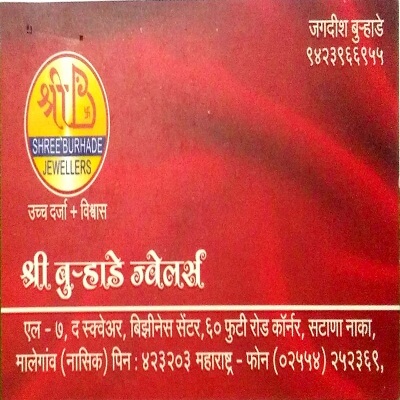 जगदीश बुऱ्हाडे
९४२३९६६९५५
श्री B
SHREE BURHADE
JEWELLERS
उच्च दर्जा + विश्वास
श्री बुऱ्हाडे ज्वेलर्स
एल - ७, द स्क्वेअर, बिझीनेस सेंटर,६० फुटी रोड कॉर्नर, सटाणा नाका,
मालेगांव (नासिक) पिन : ४२३२०३ महाराष्ट्र - फोन (०२५५४) २५२३६९,